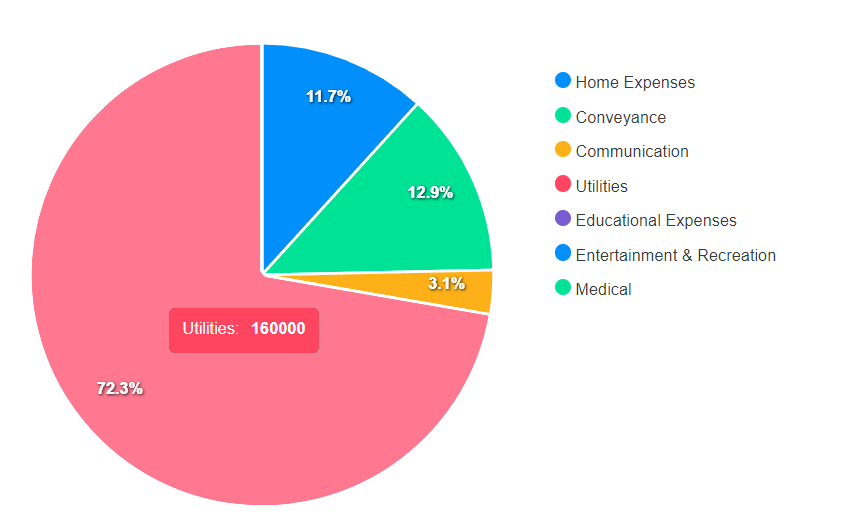 11.7%
12.9%
3.1%
Utilities: 160000
72.3%
Home Expenses
Conveyance
Communication
Utilities
Educational Expenses
Entertainment & Recreation
Medical